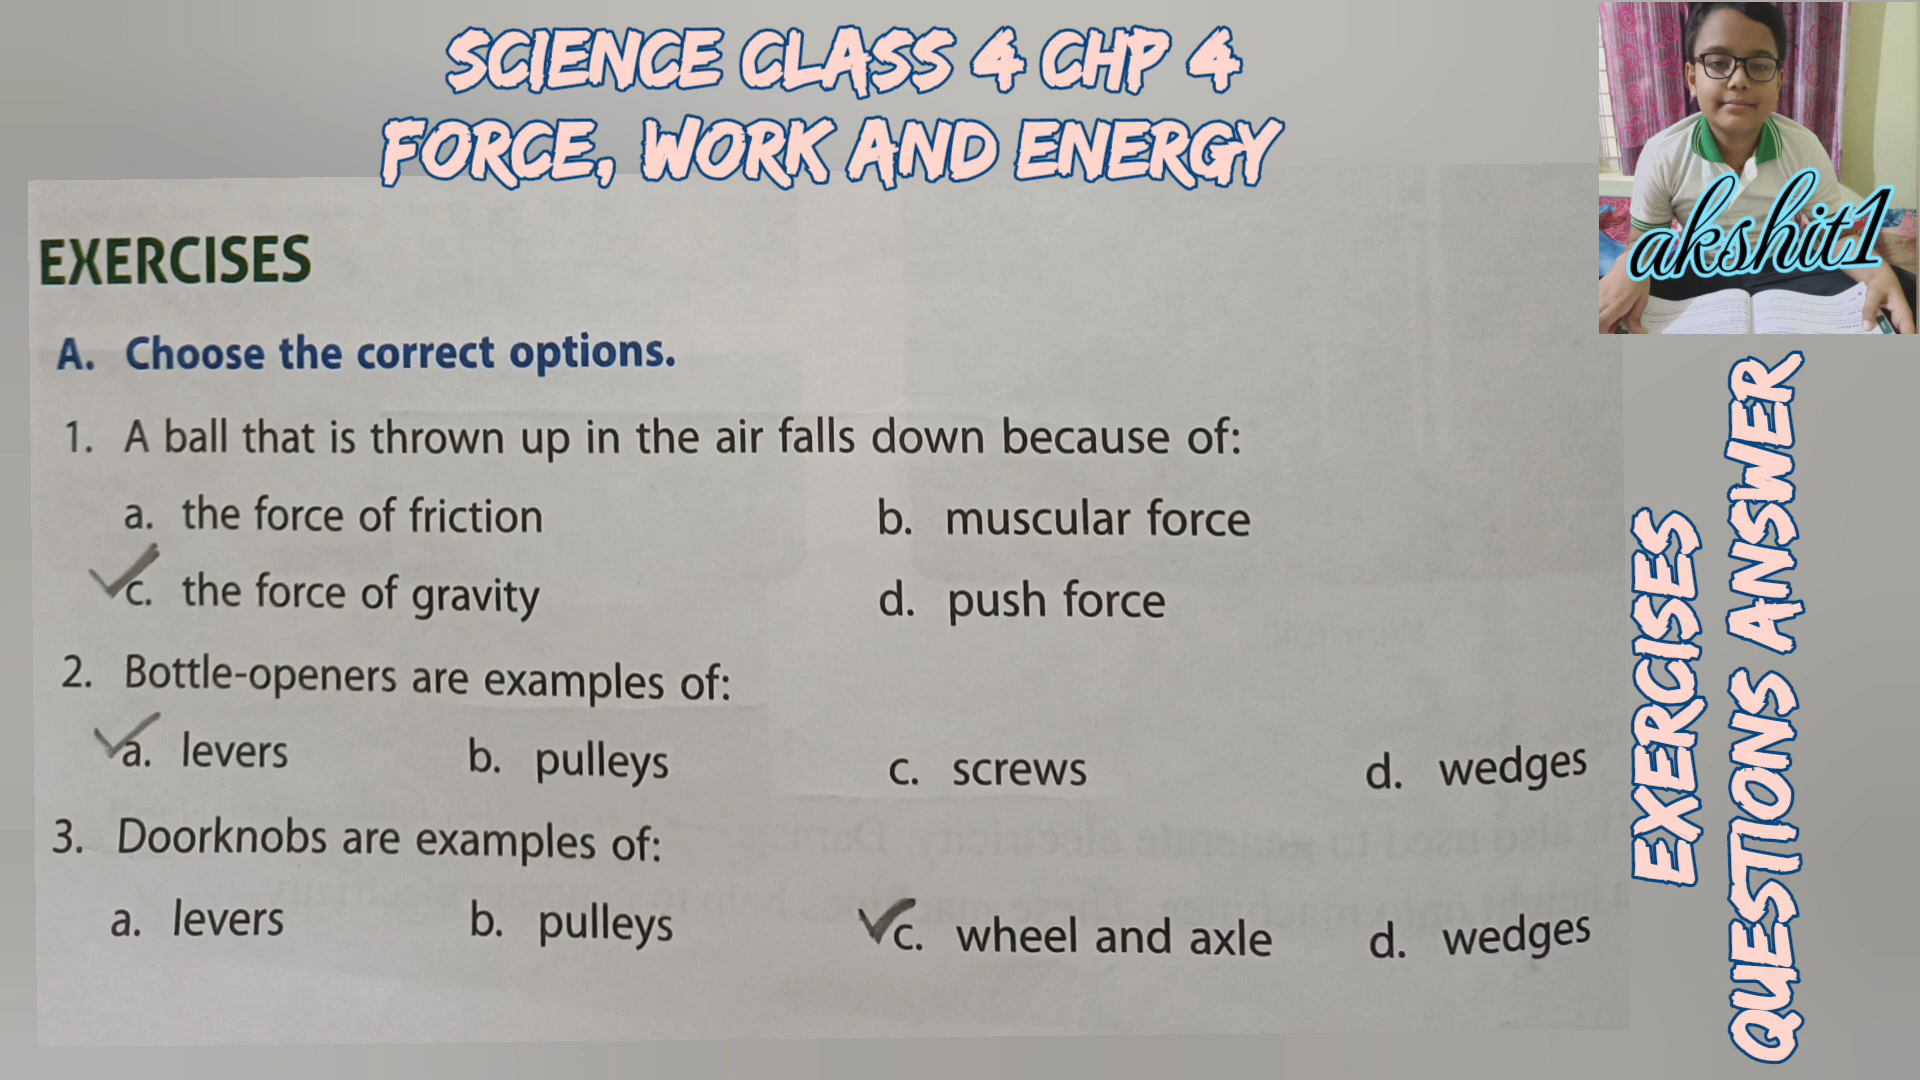 SCIENCE CLASS 4 CHP 4
FORCE, WORK AND ENERGY
akshit1
EXERCISES
A. Choose the correct options.
1. A ball that is thrown up in the air falls down because of:
a. the force of friction b. muscular force
c. the force of gravity d. push force
2. Bottle-openers are examples of:
a. levers b. pulleys c. screws d. wedges
3. Doorknobs are examples of:
a. levers b. pulleys c. wheel and axle d. wedges
EXERCISES
QUESTIONS ANSWER